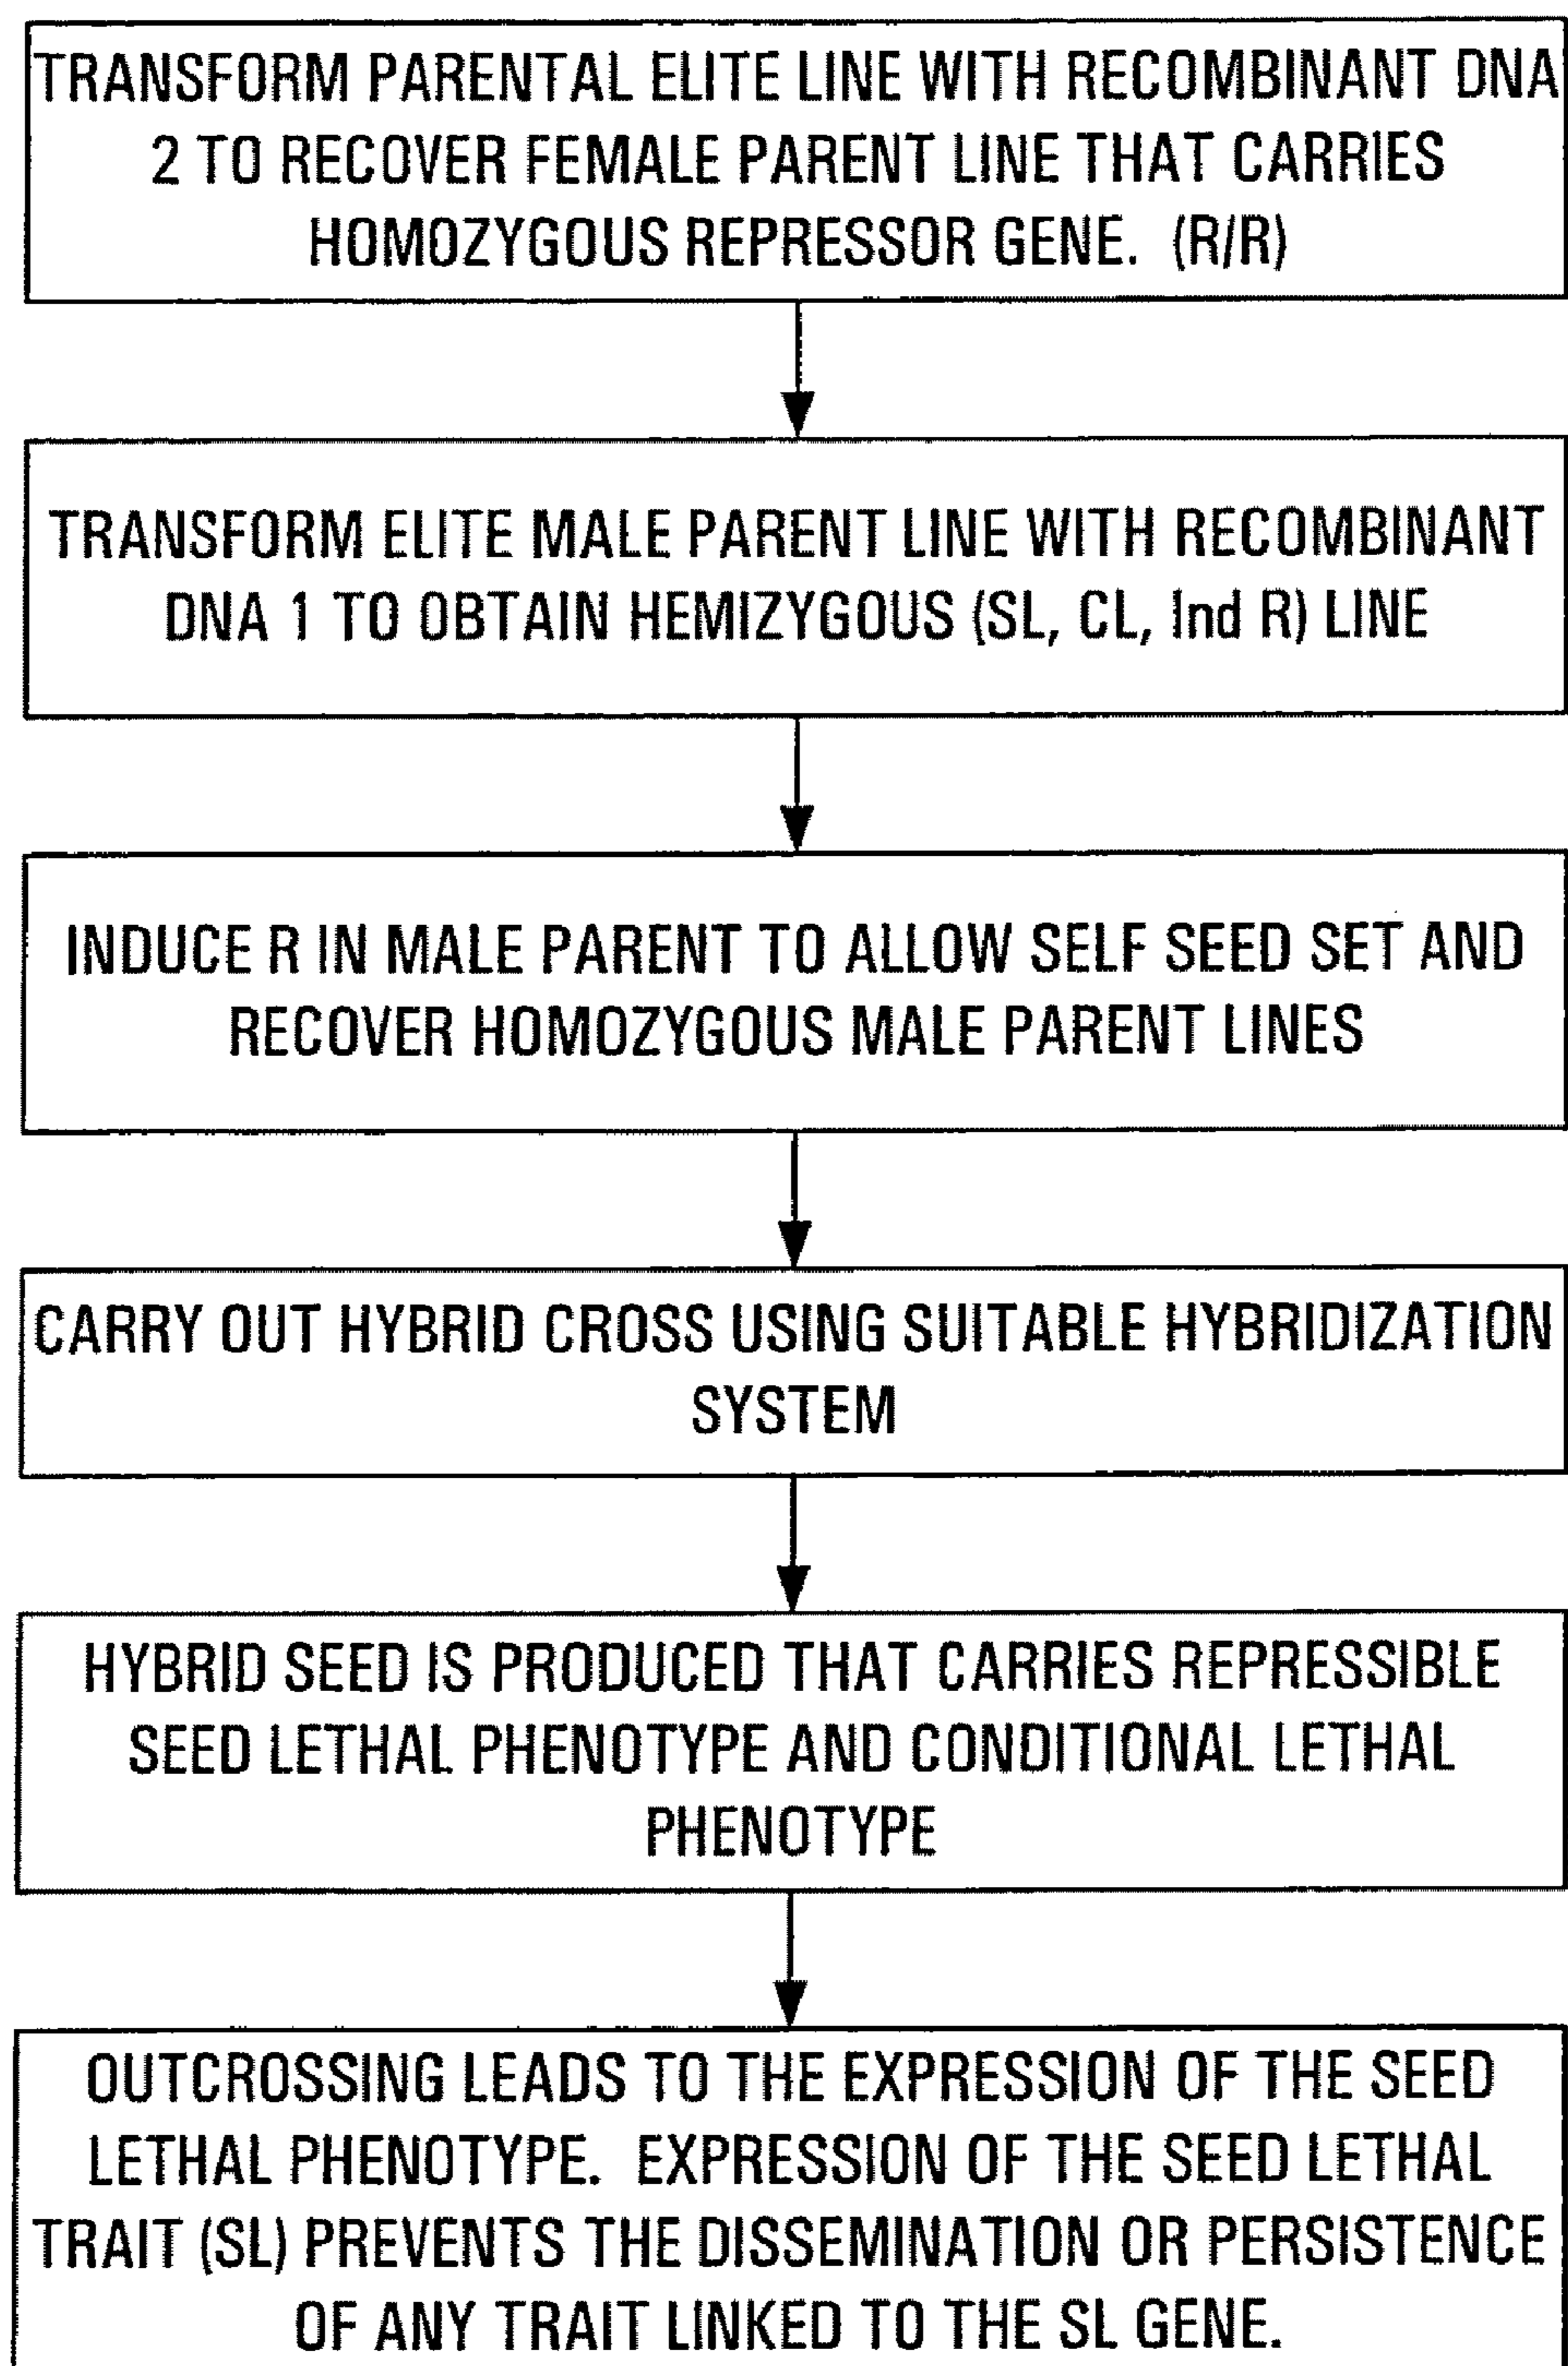 TRANSFORM PARENTAL ELITE LINE WITH RECOMBINANT DNA
2 TO RECOVER FEMALE PARENT LINE THAT CARRIES
HOMOZYGOUS REPRESSOR GENE. (R/R)
TRANSFORM ELITE MALE PARENT LINE WITH RECOMBINANT
DNA 1 TO OBTAIN HEMIZYGOUS (SL, CL, Ind R) LINE
INDUCE R IN MALE PARENT TO ALLOW SELF SEED SET AND
RECOVER HOMOZYGOUS MALE PARENT LINES
CARRY OUT HYBRID CROSS USING SUITABLE HYBRIDIZATION
SYSTEM
HYBRID SEED IS PRODUCED THAT CARRIES REPRESSIBLE
SEED LETHAL PHENOTYPE AND CONDITIONAL LETHAL
PHENOTYPE
OUTCROSSING LEADS TO THE EXPRESSION OF THE SEED
LETHAL PHENOTYPE. EXPRESSION OF THE SEED LETHAL
TRAIT (SL) PREVENTS THE DISSEMINATION OR PERSISTENCE
OF ANY TRAIT LINKED TO THE SL GENE.